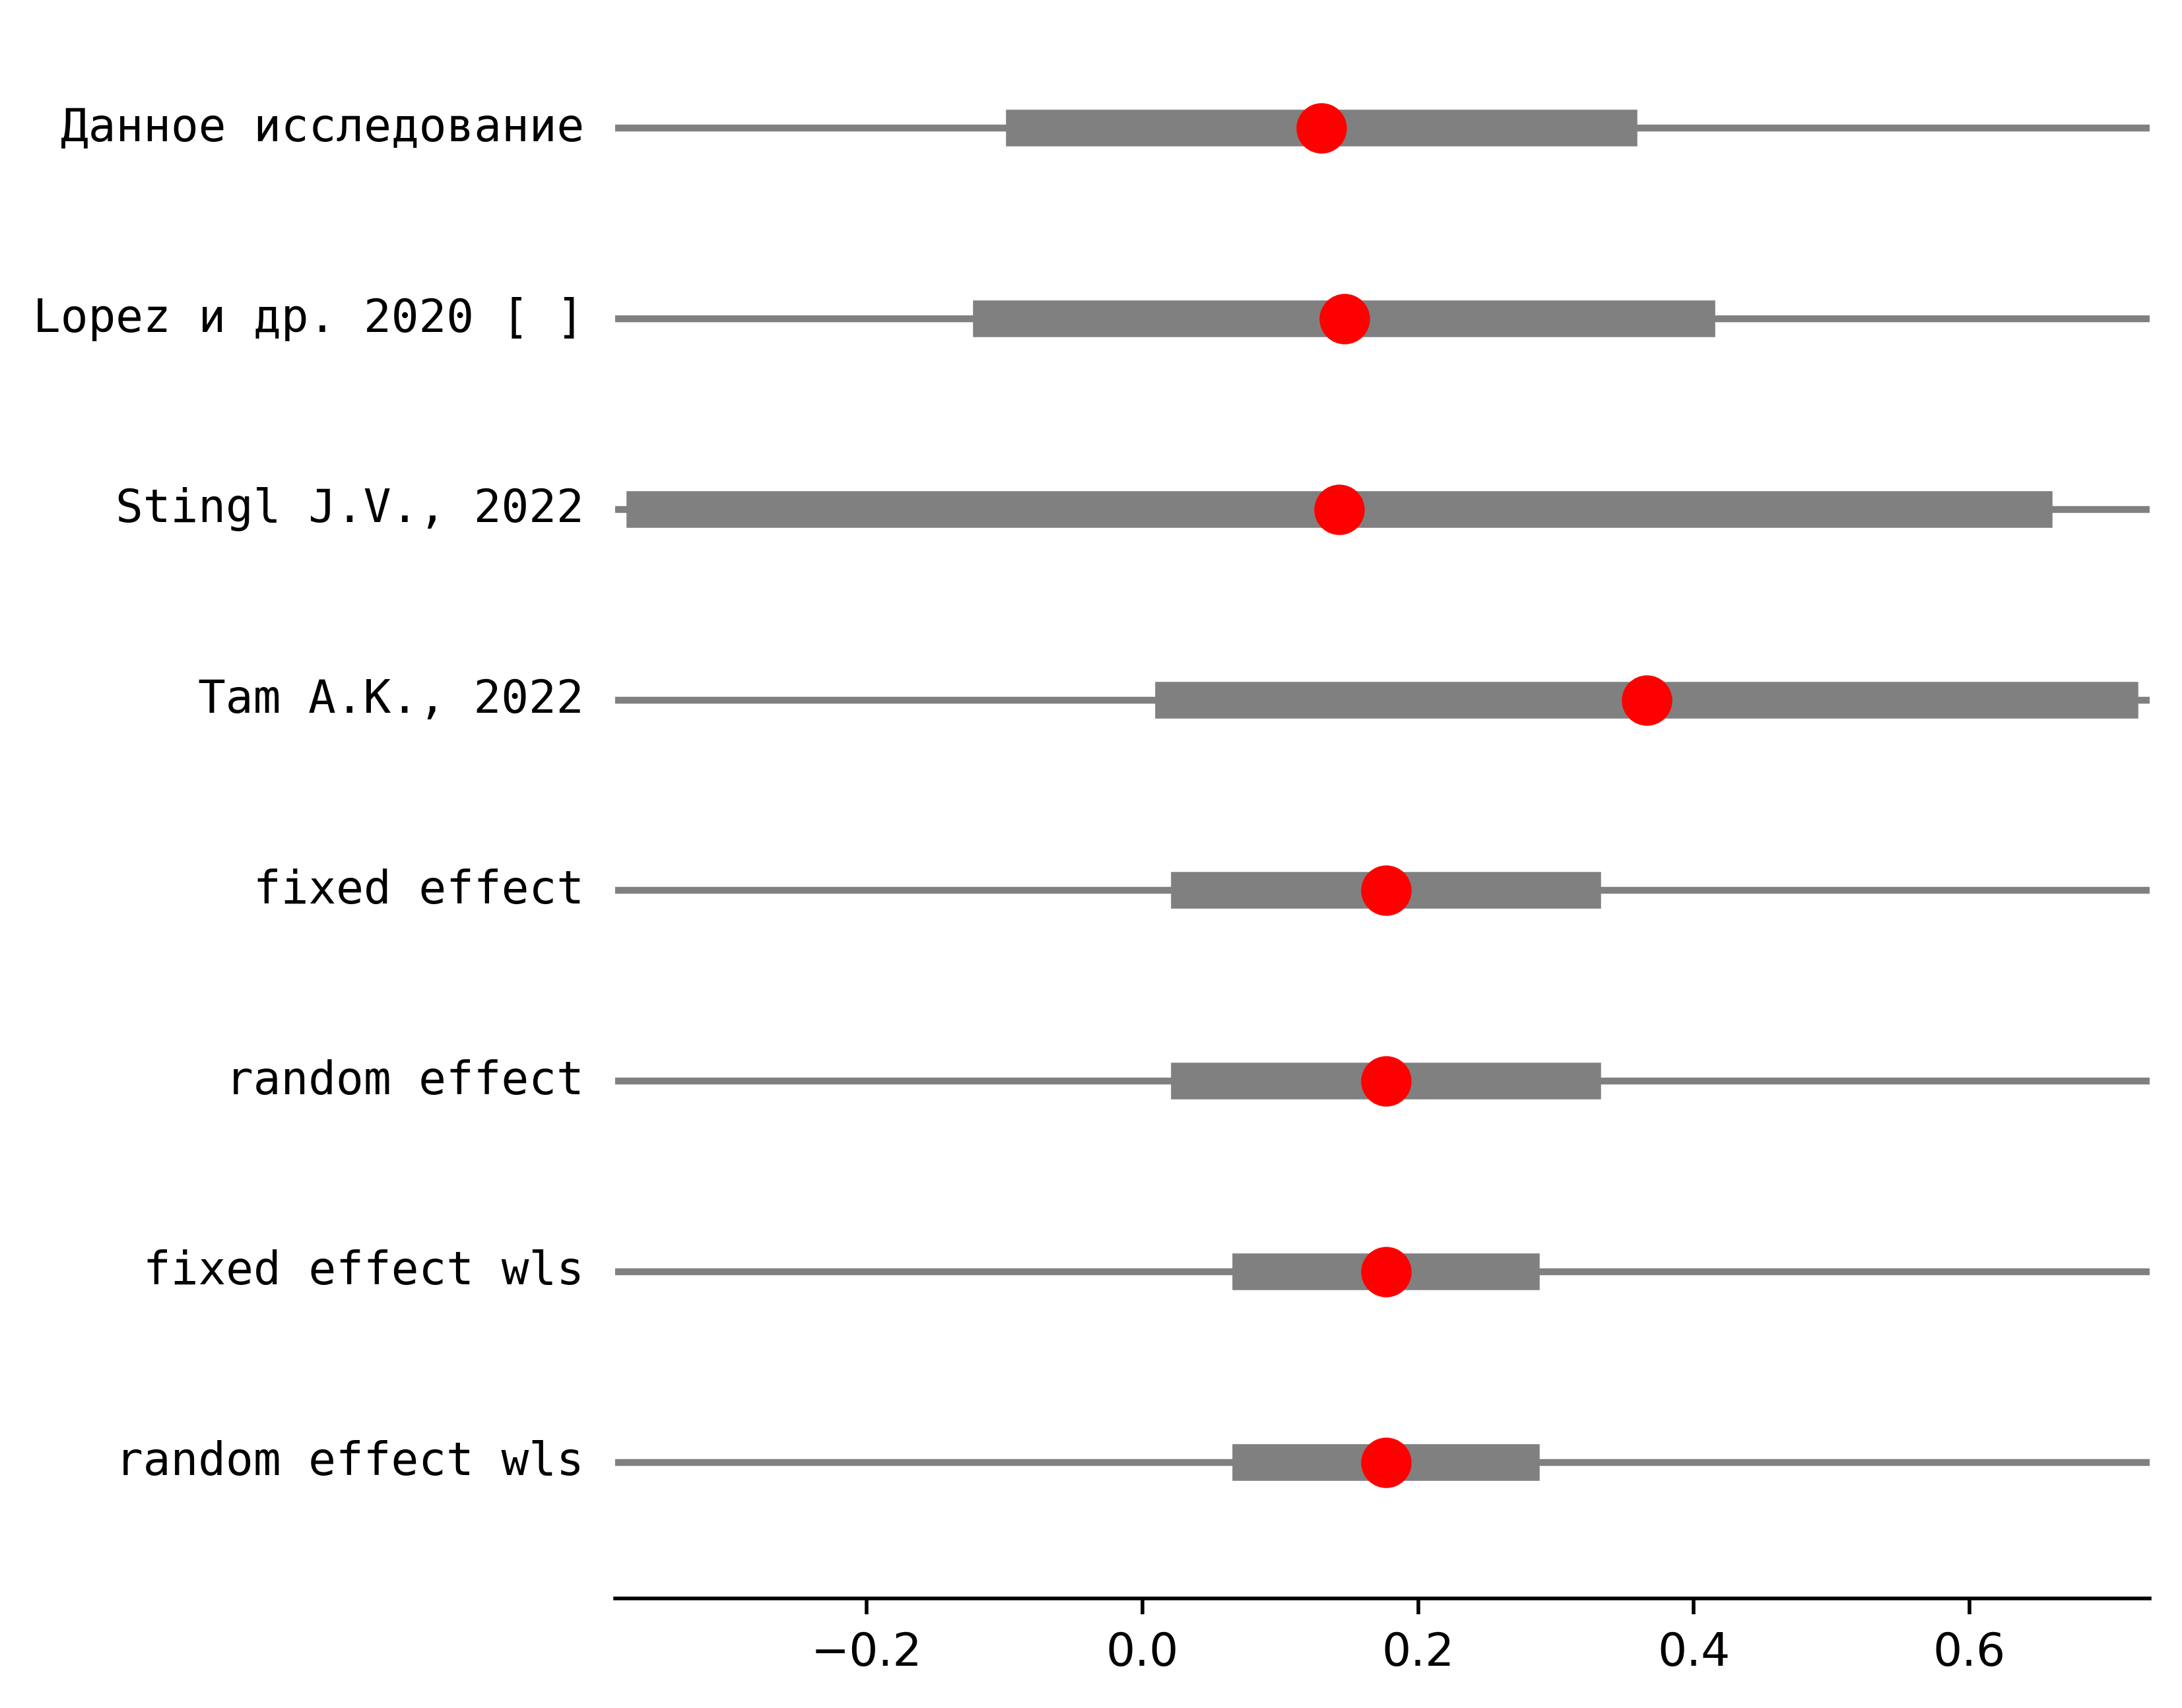 Данное исследование
Lopez и др. 2020 [ ]
Stingl J.V., 2022
Tam A.K., 2022
fixed effect
random effect
fixed effect wls
random effect wls
−0.2 0.0 0.2 0.4 0.6